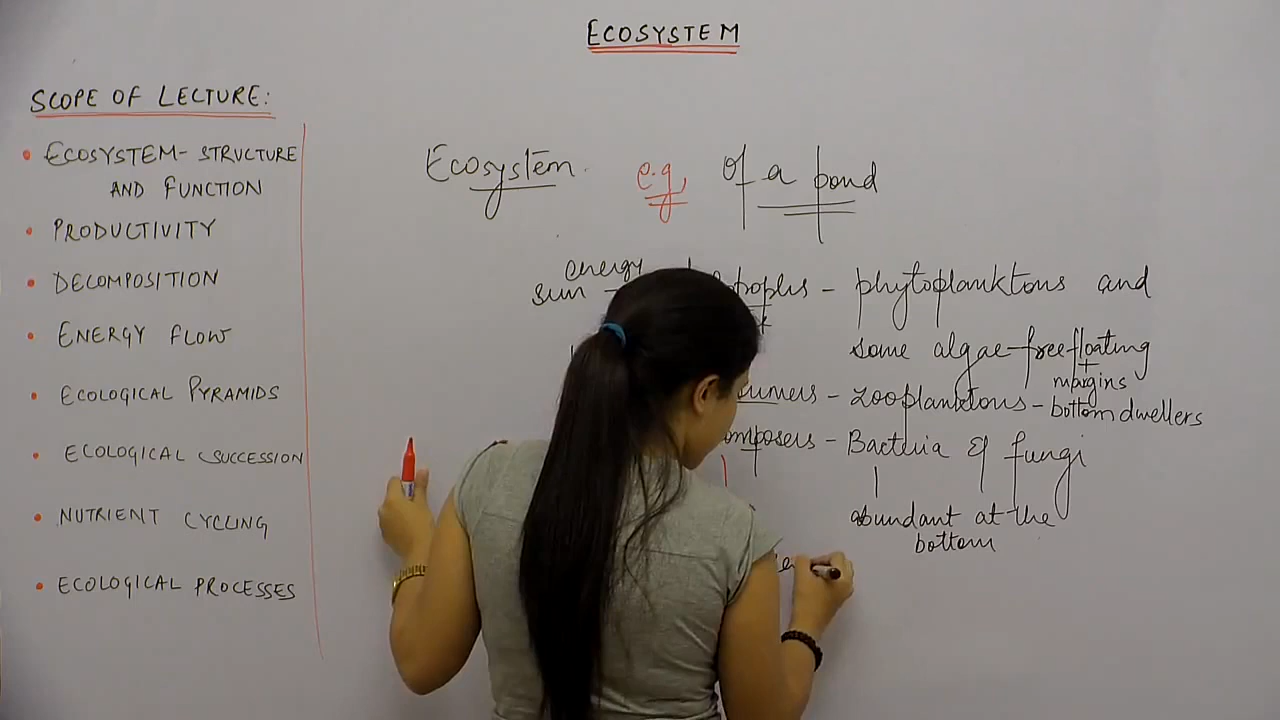 ECOSYSTEM
SCOPE OF LECTURE:
• ECOSYSTEM- STRUCTURE
AND FUNCTION
• PRODUCTIVITY
• DECOMPOSITION
• ENERGY FLOW
• ECOLOGICAL PYRAMIDS
• ECOLOGICAL SUCCESSION
• NUTRIENT CYCLING
• ECOLOGICAL PROCESSES
Ecosystem. e.g, Of a pond
energy
sun – phytoplanktons and
some algae-free floating
+
margins
– zooplanktons – bottom dwellers
– Bacteria & fungi
abundant at the
bottom